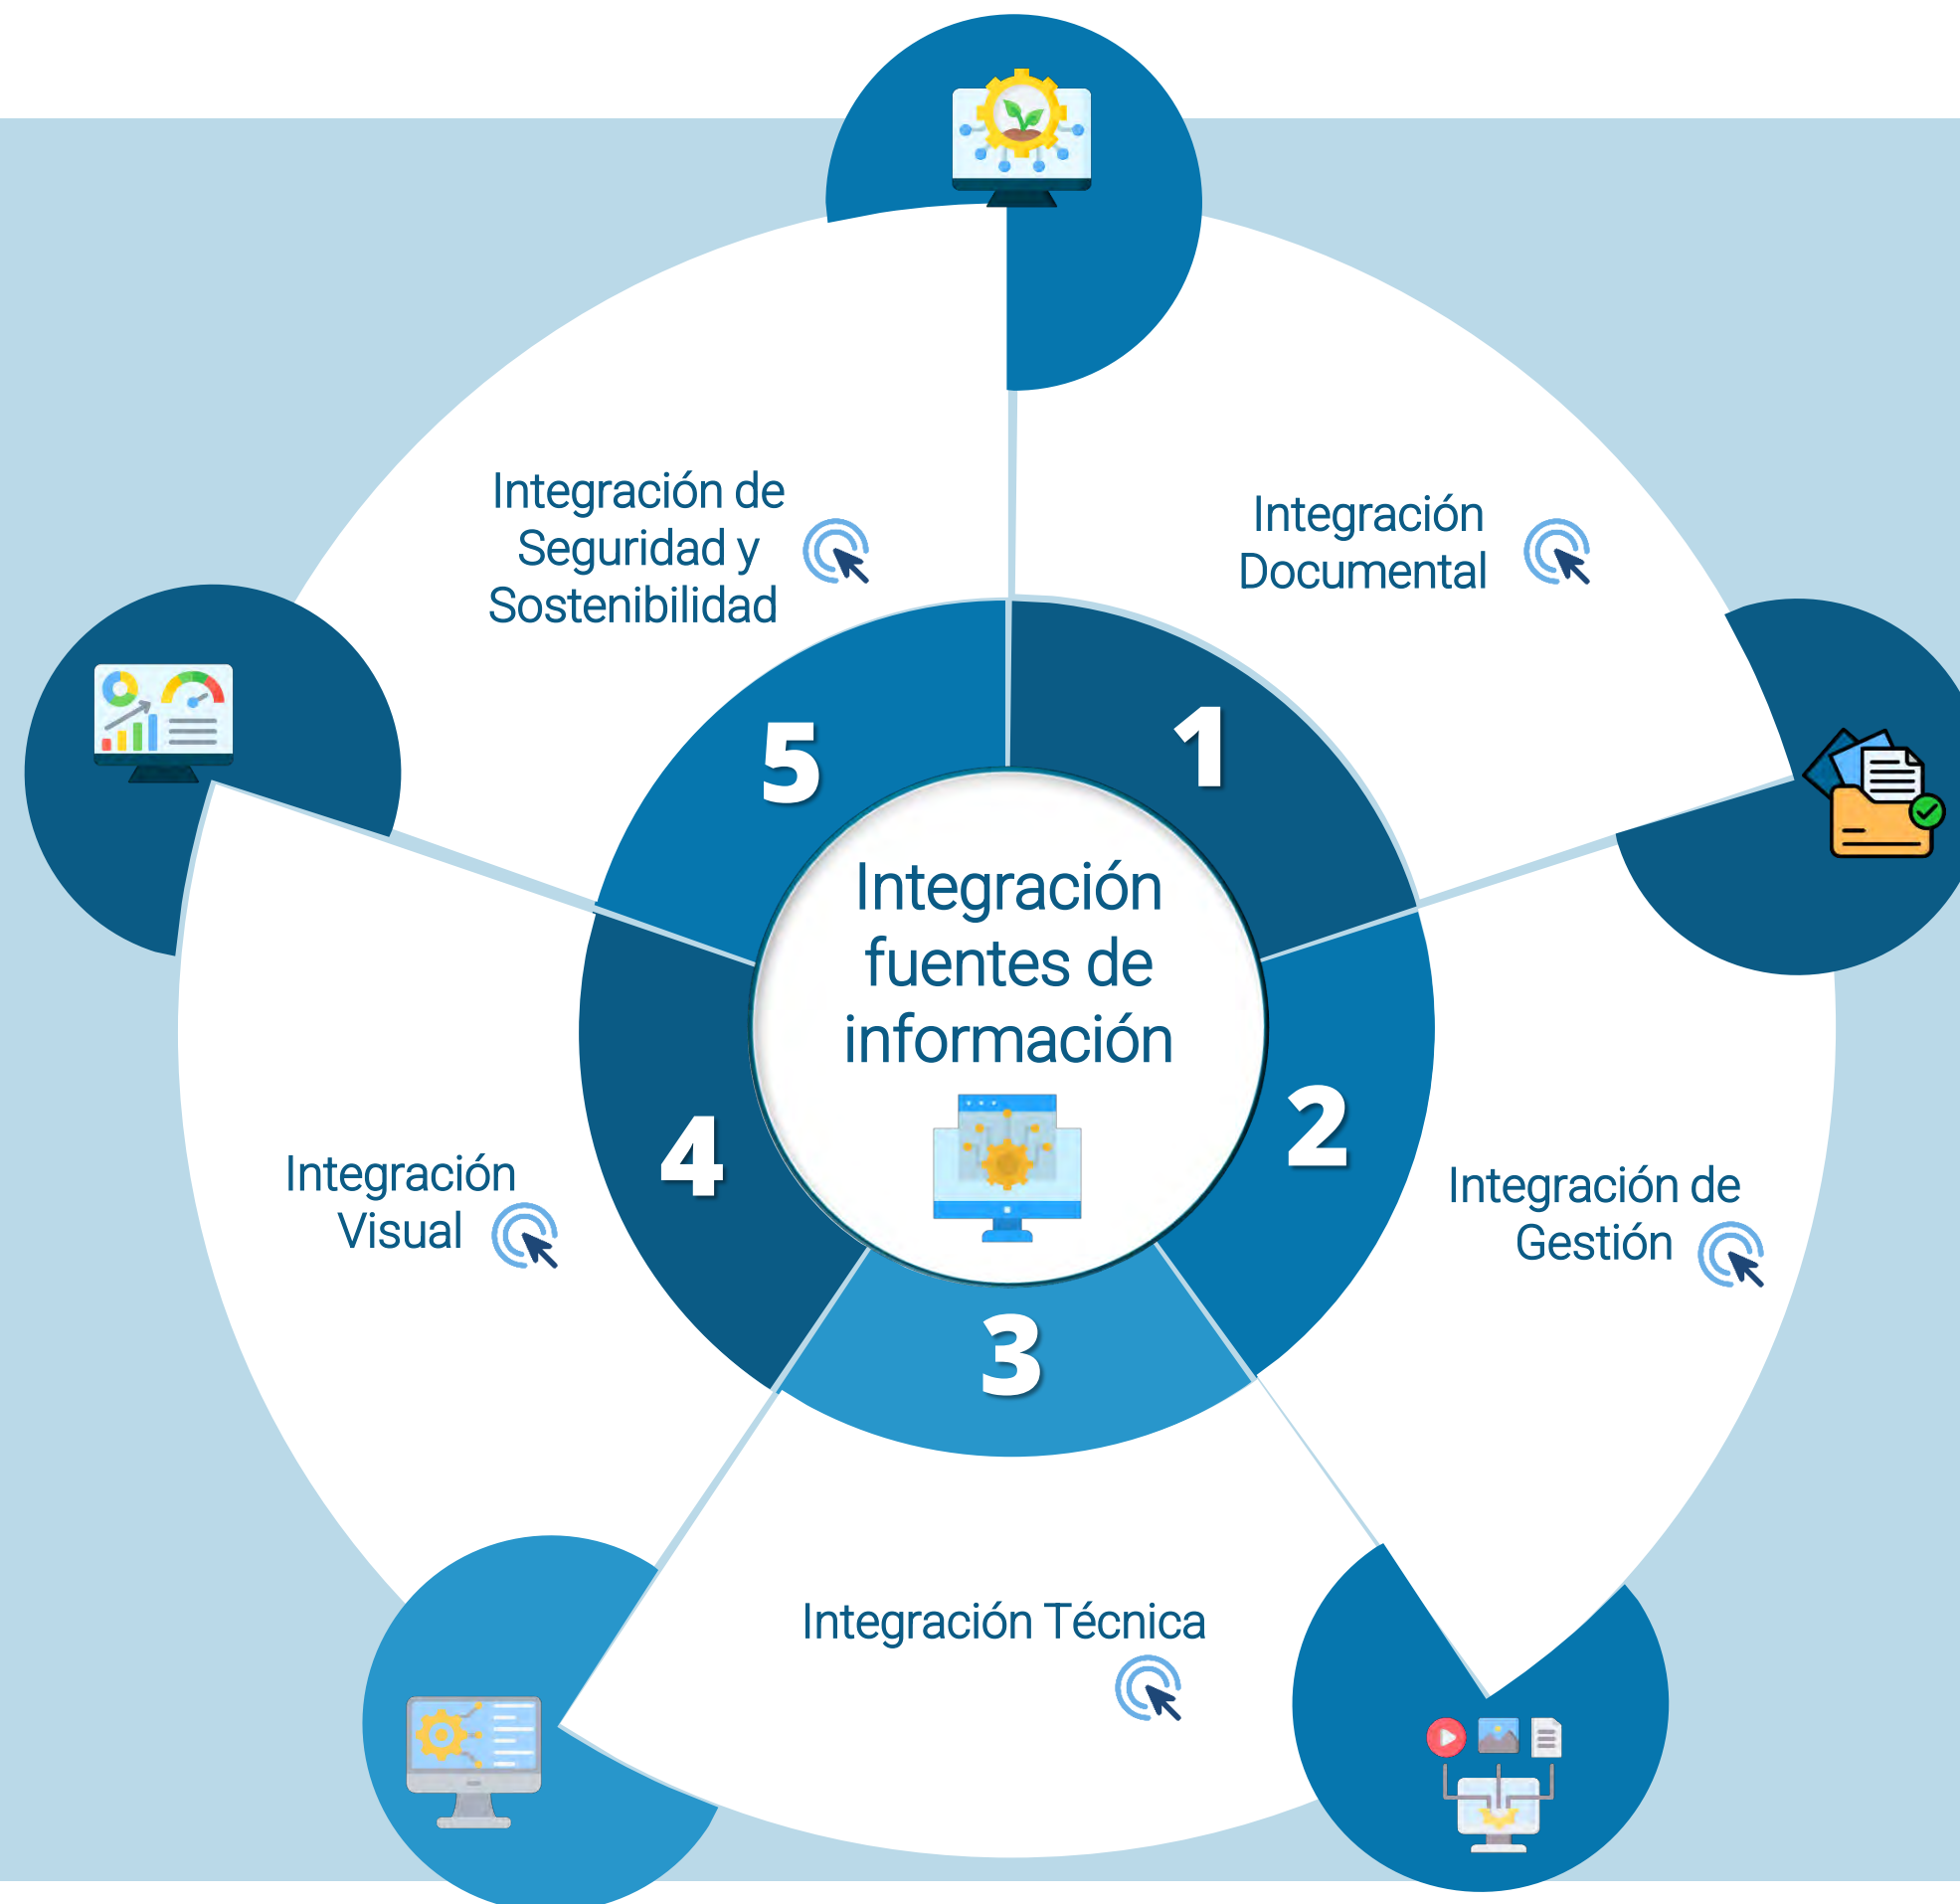 Integración
fuentes de
información
1
Integración
Documental
2
Integración de
Gestión
3
Integración Técnica
4
Integración
Visual
5
Integración de
Seguridad y
Sostenibilidad